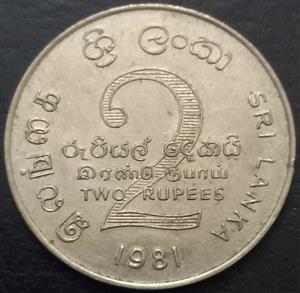 ශ්‍රී ලංකා
இலங்கை
SRI LANKA
2
රුපියල් දෙකයි
இரண்டு ரூபாய்
TWO RUPEES
1981